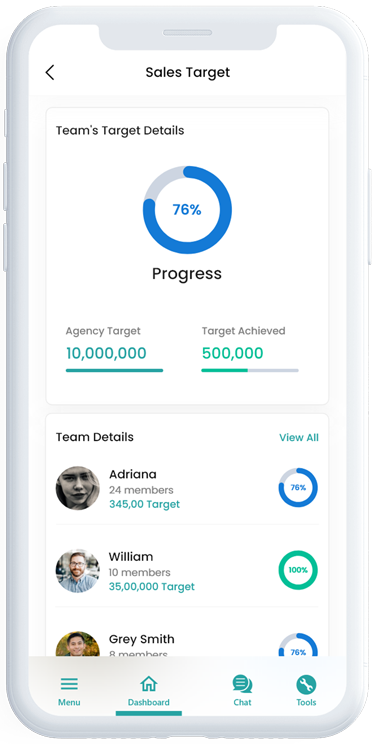 Sales Target
Team's Target Details
76%
Progress
Agency Target
Target Achieved
10,000,000
500,000
Team Details
View All
Adriana
24 members
345,00 Target
76%
William
10 members
35,00,000 Target
100%
Grey Smith
8 members
76%
Menu
Dashboard
Chat
Tools